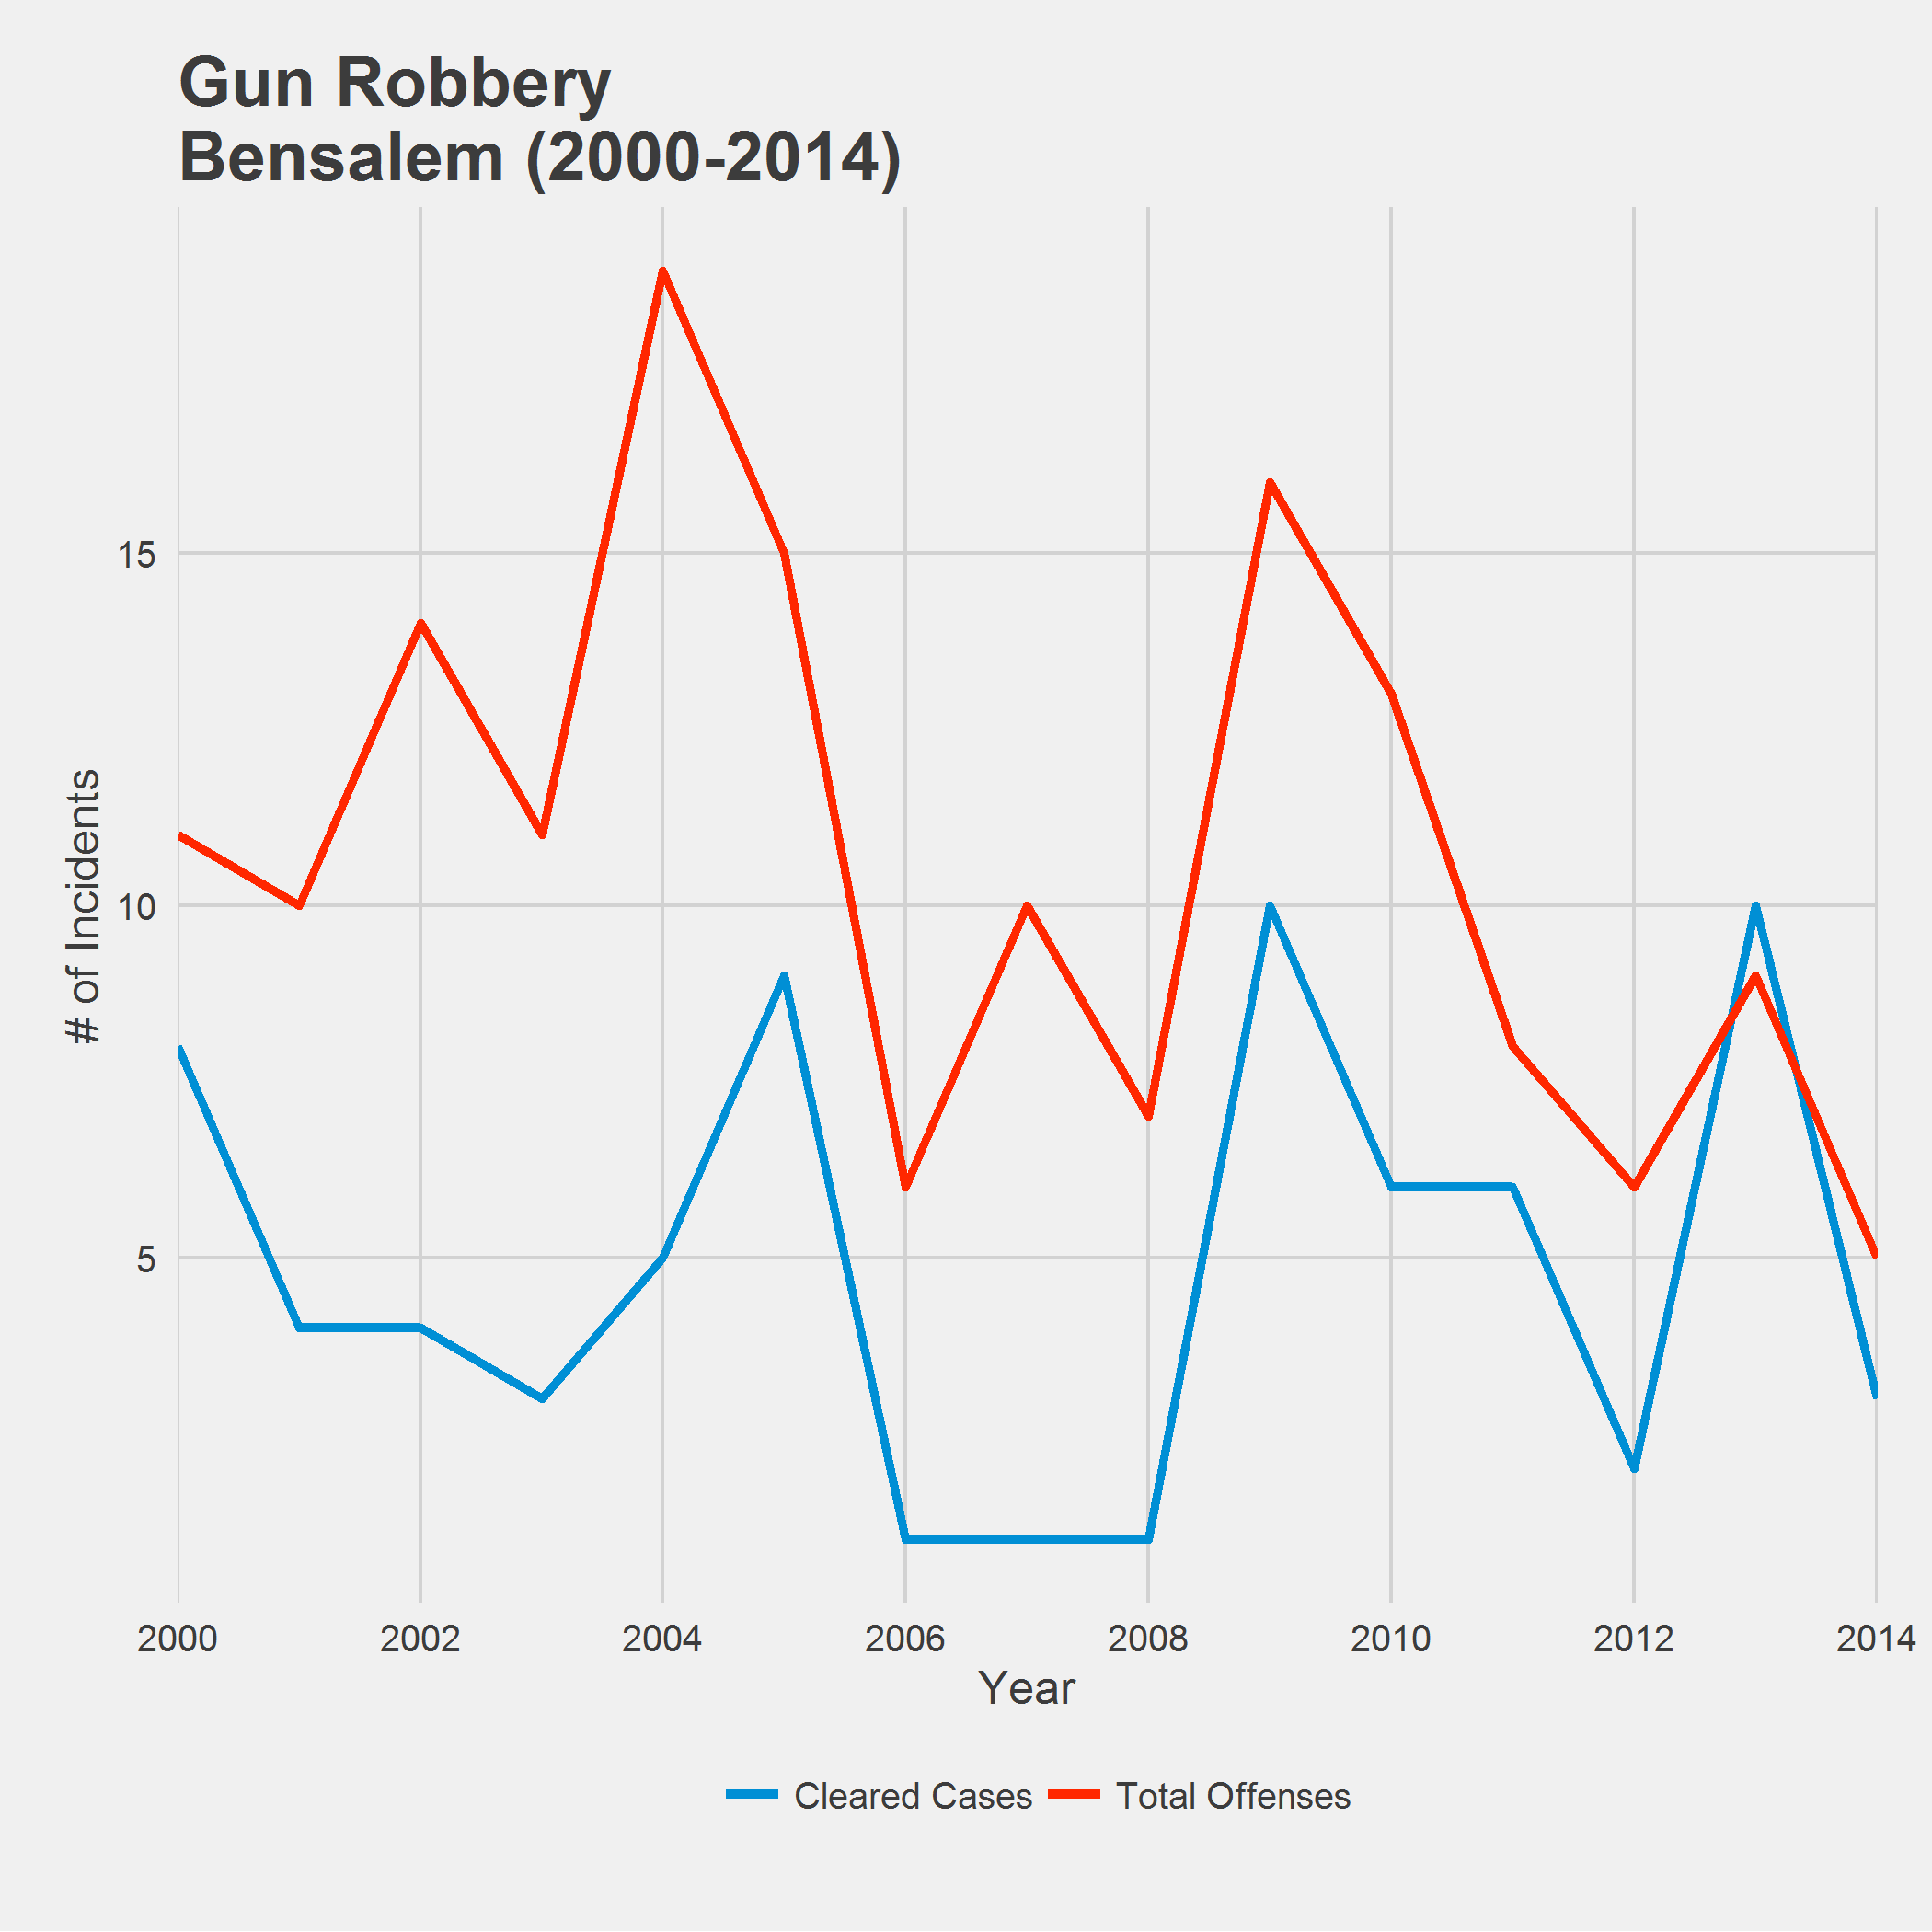 Gun Robbery
Bensalem (2000-2014)
# of Incidents
15
10
5
2000 2002 2004 2006 2008 2010 2012 2014
Year
Cleared Cases Total Offenses